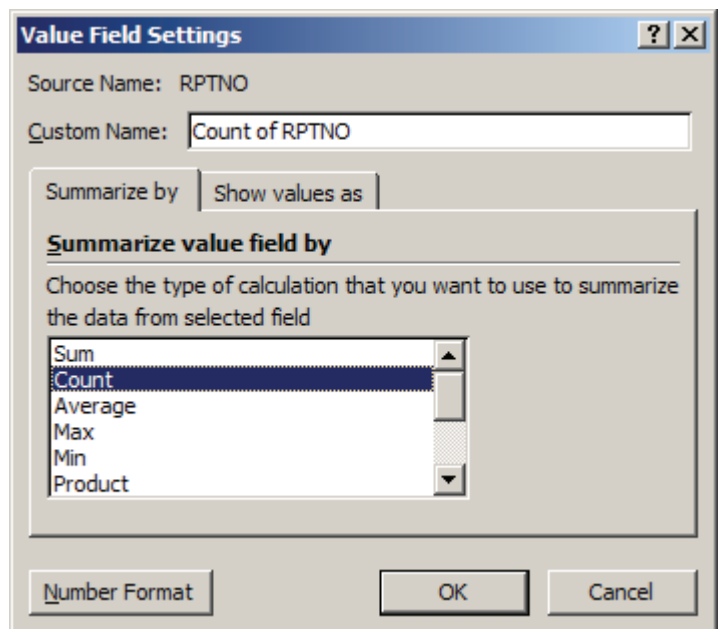 Value Field Settings
Source Name: RPTNO
Custom Name: Count of RPTNO
Summarize by Show values as
Summarize value field by
Choose the type of calculation that you want to use to summarize
the data from selected field
Sum
Count
Average
Max
Min
Product
Number Format OK Cancel